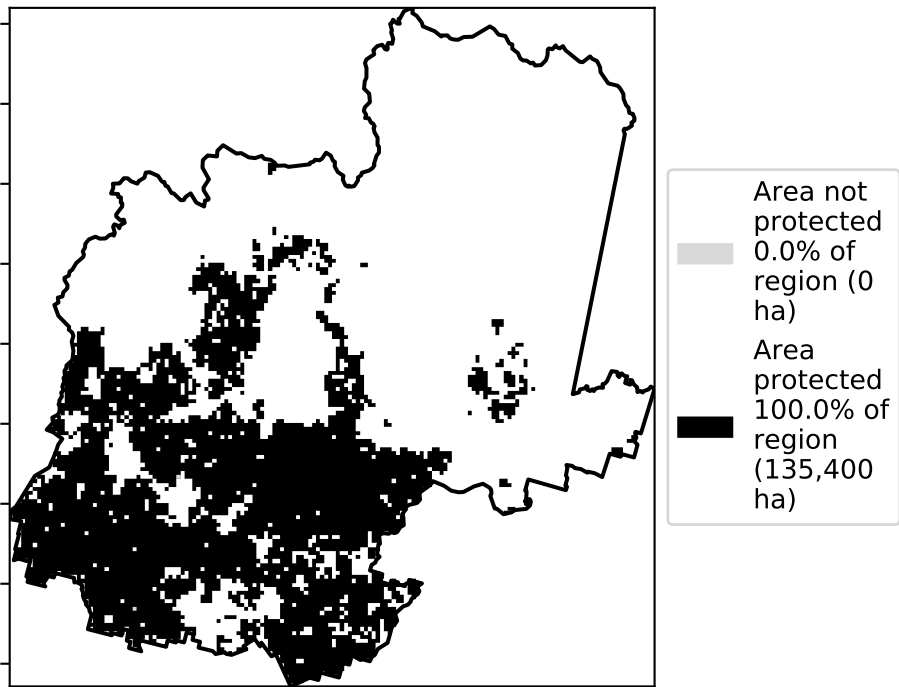 Area not
protected
0.0% of
region (0
ha)
Area
protected
100.0% of
region
(135,400
ha)